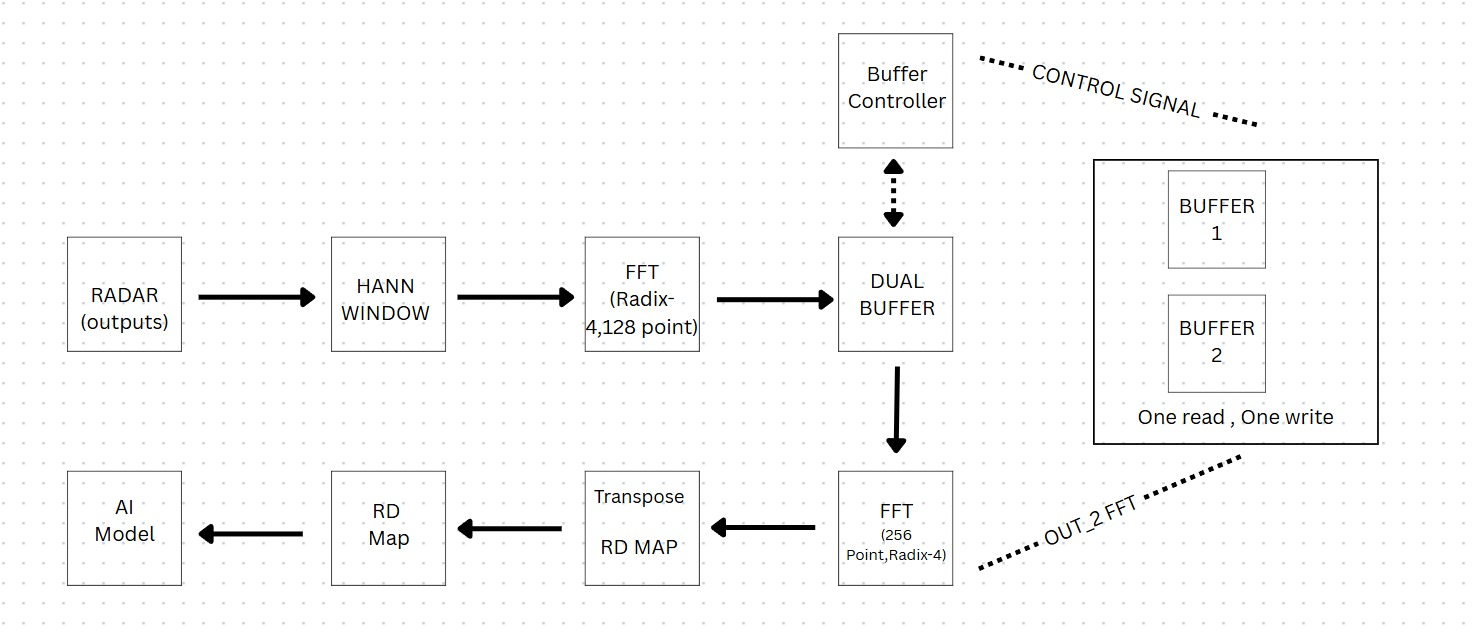 Buffer
Controller
CONTROL SIGNAL
RADAR
(outputs)
HANN
WINDOW
FFT
(Radix-
4,128 point)
DUAL
BUFFER
BUFFER
1
BUFFER
2
One read , One write
AI
Model
RD
Map
Transpose
RD MAP
FFT
(256
Point,Radix-4)
OUT_2 FFT